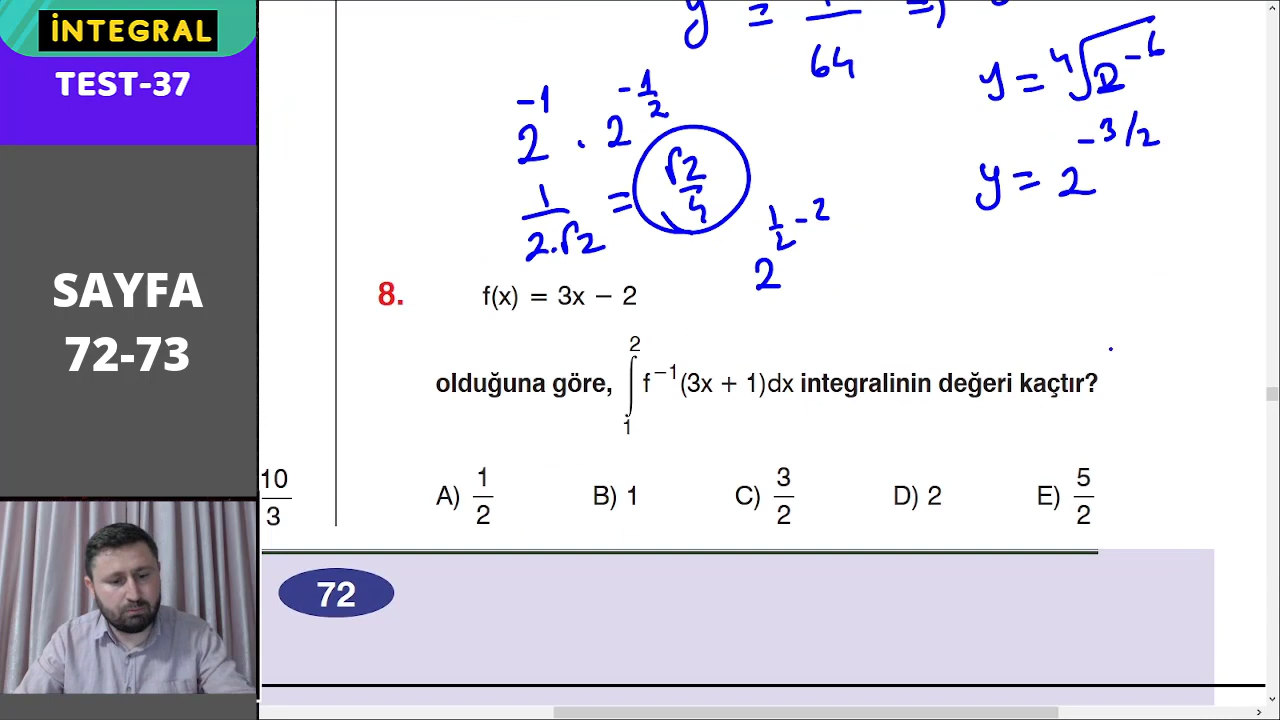 İNTEGRAL
TEST-37
SAYFA
72-73
y = 1/64 ⇒
y = ⁴√2⁻⁶
y = 2^(-3/2)
2⁻¹ . 2^(-1/2)
1/(2.√2) = √2/4
2^(1/2 - 2)
8. f(x) = 3x − 2
olduğuna göre, ∫₁² f⁻¹(3x + 1)dx integralinin değeri kaçtır?
10/3
A) 1/2 B) 1 C) 3/2 D) 2 E) 5/2
72